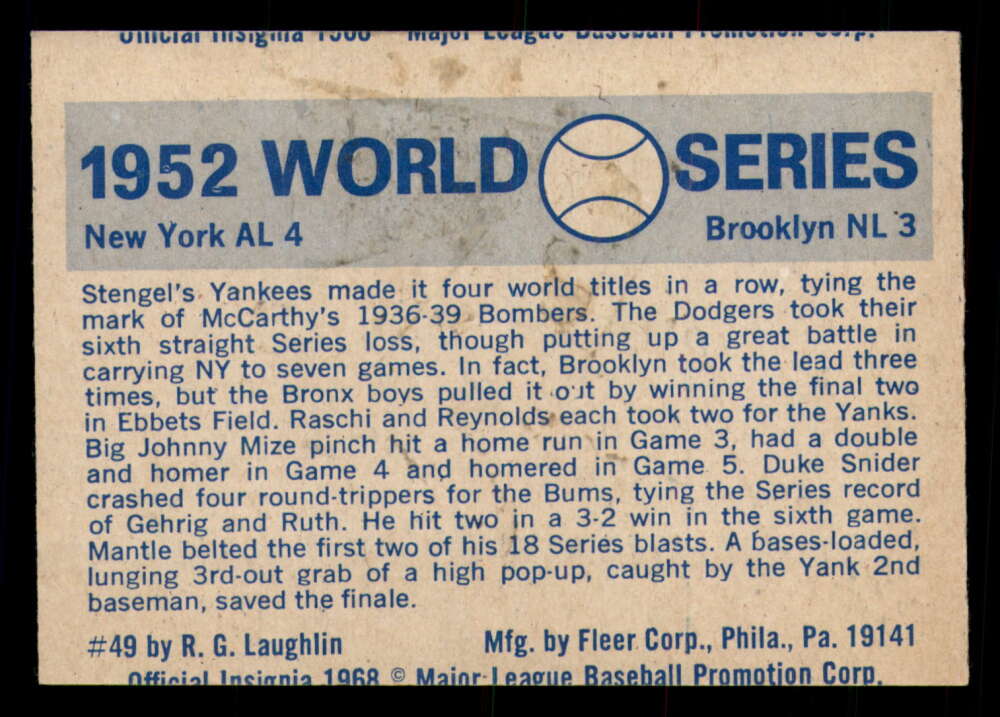 Official Insignia 1968 Major League Baseball Promotion Corp.
1952 WORLD SERIES
New York AL 4 Brooklyn NL 3
Stengel's Yankees made it four world titles in a row, tying the
mark of McCarthy's 1936-39 Bombers. The Dodgers took their
sixth straight Series loss, though putting up a great battle in
carrying NY to seven games. In fact, Brooklyn took the lead three
times, but the Bronx boys pulled it out by winning the final two
in Ebbets Field. Raschi and Reynolds each took two for the Yanks.
Big Johnny Mize pinch hit a home run in Game 3, had a double
and homer in Game 4 and homered in Game 5. Duke Snider
crashed four round-trippers for the Bums, tying the Series record
of Gehrig and Ruth. He hit two in a 3-2 win in the sixth game.
Mantle belted the first two of his 18 Series blasts. A bases-loaded,
lunging 3rd-out grab of a high pop-up, caught by the Yank 2nd
baseman, saved the finale.
#49 by R. G. Laughlin Mfg. by Fleer Corp., Phila., Pa. 19141
Official Insignia 1968 © Major League Baseball Promotion Corp.